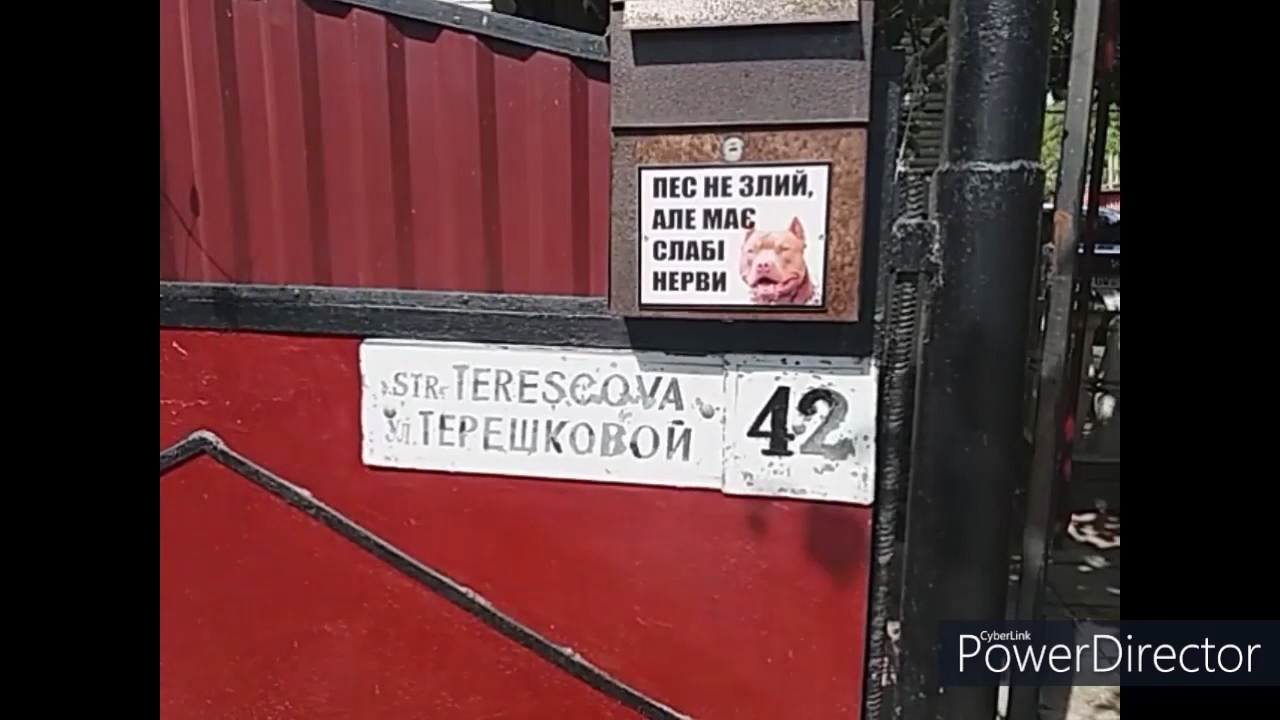 ПЕС НЕ ЗЛИЙ,
АЛЕ МАЄ
СЛАБІ
НЕРВИ
STR. TERESCOVA
УЛ. ТЕРЕШКОВОЙ
42
CyberLink
PowerDirector